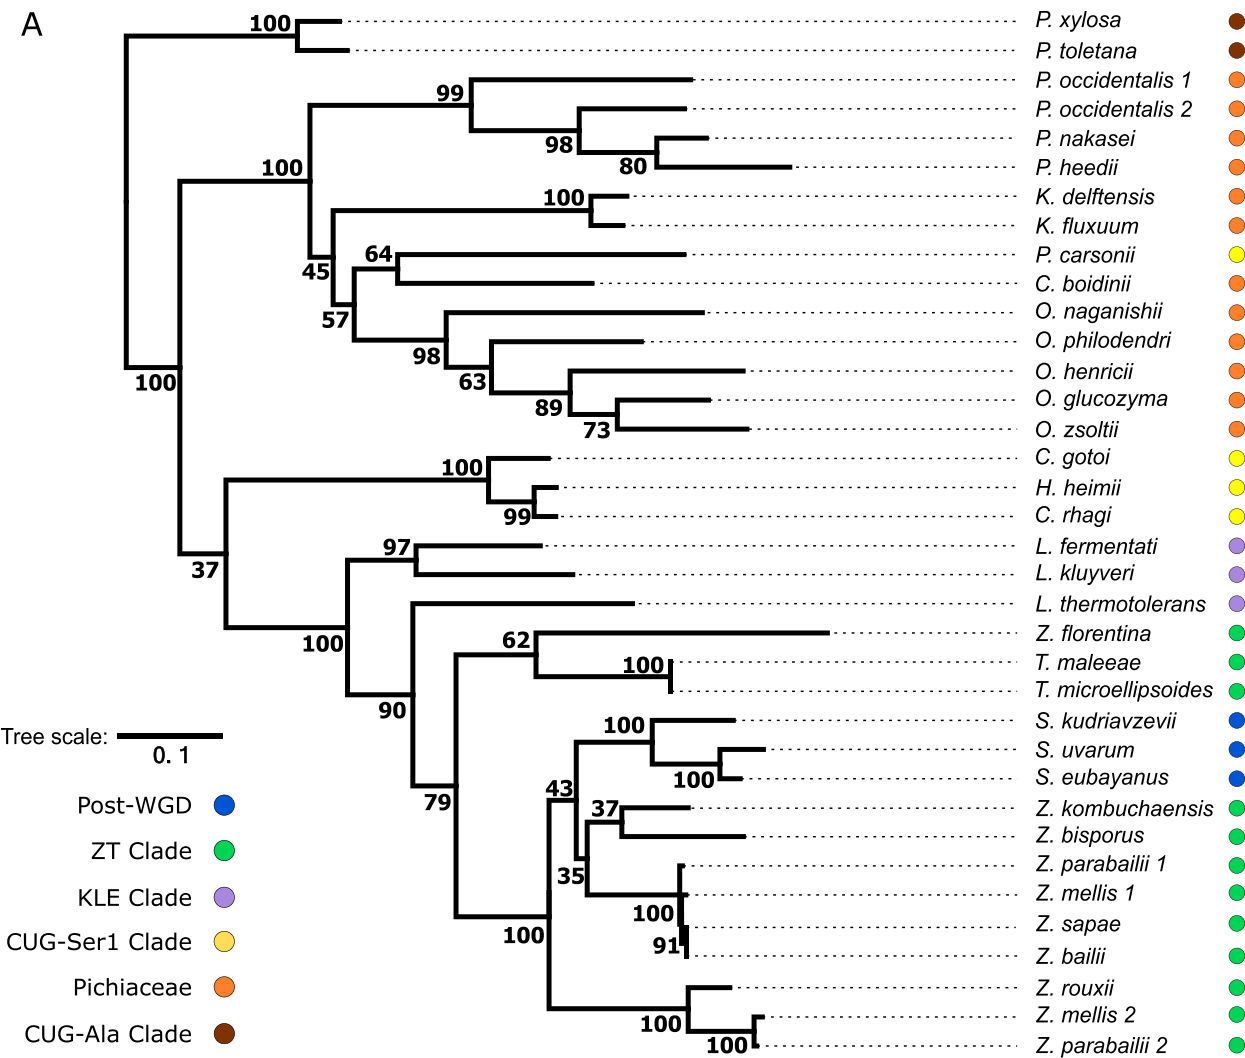 A
P. xylosa
P. toletana
P. occidentalis 1
P. occidentalis 2
P. nakasei
P. heedii
K. delftensis
K. fluxuum
P. carsonii
C. boidinii
O. naganishii
O. philodendri
O. henricii
O. glucozyma
O. zsoltii
C. gotoi
H. heimii
C. rhagi
L. fermentati
L. kluyveri
L. thermotolerans
Z. florentina
T. maleeae
T. microellipsoides
S. kudriavzevii
S. uvarum
S. eubayanus
Z. kombuchaensis
Z. bisporus
Z. parabailii 1
Z. mellis 1
Z. sapae
Z. bailii
Z. rouxii
Z. mellis 2
Z. parabailii 2
100
99
98
80
100
100
45
64
57
98
63
89
73
100
100
99
37
97
100
90
62
100
79
100
100
43
37
35
100
91
100
100
100
Tree scale:
0. 1
Post-WGD
ZT Clade
KLE Clade
CUG-Ser1 Clade
Pichiaceae
CUG-Ala Clade